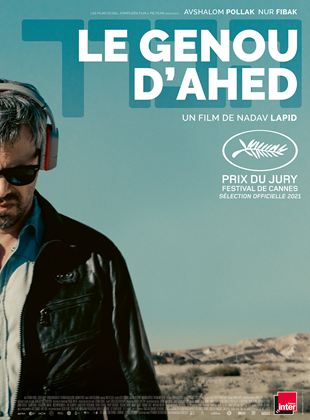 AVSHALOM POLLAK NUR FIBAK
LE GENOU
D'AHED
UN FILM DE NADAV LAPID
PRIX DU JURY
FESTIVAL DE CANNES
SÉLECTION OFFICIELLE 2021
inter